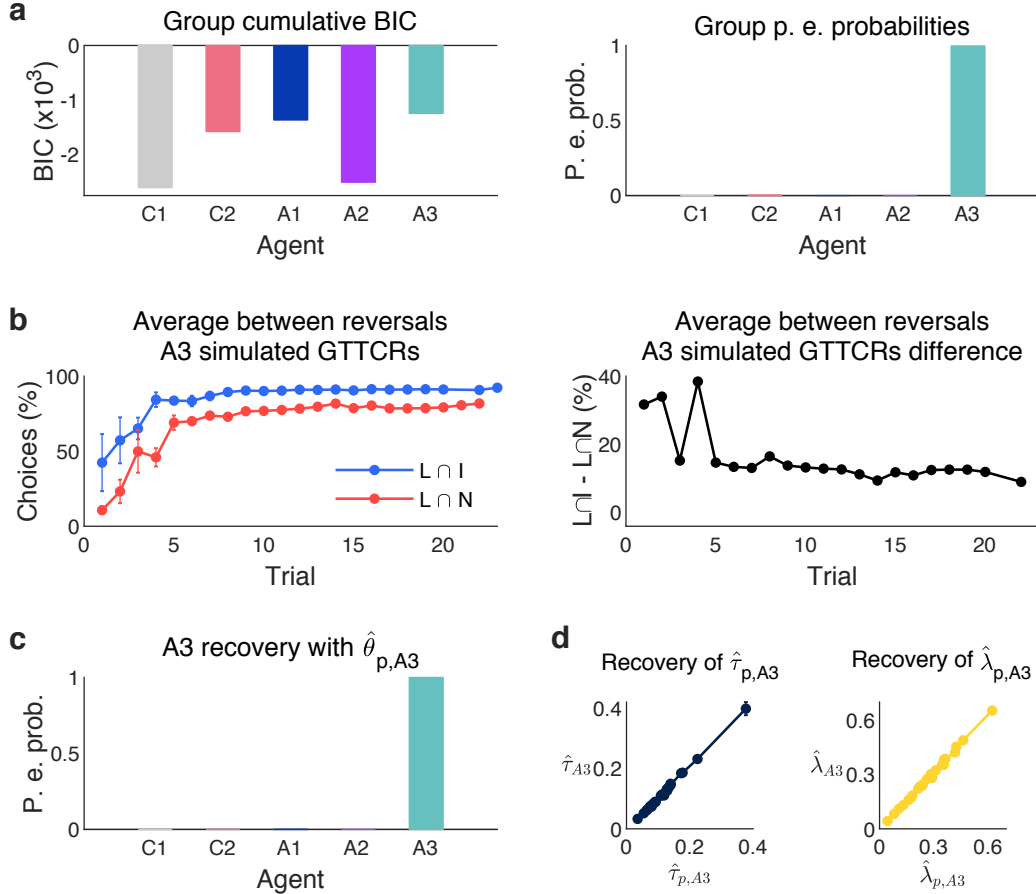 a
Group cumulative BIC
0
-1
-2
BIC (x10³)
C1 C2 A1 A2 A3
Agent
Group p. e. probabilities
1
0.5
0
P. e. prob.
C1 C2 A1 A2 A3
Agent
b
Average between reversals
A3 simulated GTTCRs
100
50
0
Choices (%)
L ∩ I
L ∩ N
0 5 10 15 20
Trial
Average between reversals
A3 simulated GTTCRs difference
40
20
0
L∩I - L∩N (%)
0 5 10 15 20
Trial
c
A3 recovery with θ̂p,A3
1
0.5
0
P. e. prob.
C1 C2 A1 A2 A3
Agent
d
Recovery of τ̂p,A3
0.4
0.2
0
τ̂A3
0 0.2 0.4
τ̂p,A3
Recovery of λ̂p,A3
0.6
0.3
0
λ̂A3
0 0.3 0.6
λ̂p,A3